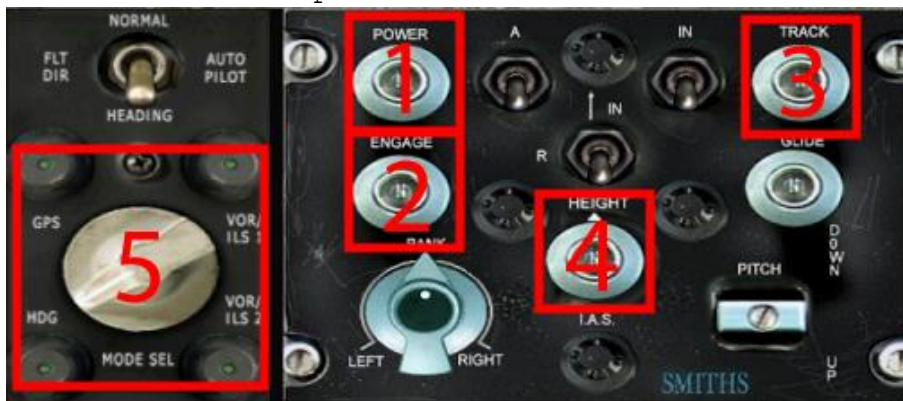 NORMAL
FLT DIR
AUTO PILOT
HEADING
GPS
VOR/ ILS 1
HDG
VOR/ ILS 2
MODE SEL
5
POWER
1
ENGAGE
2
BANK
LEFT
RIGHT
A
IN
IN
R
HEIGHT
4
I.A.S.
TRACK
3
GLIDE
DOWN
PITCH
UP
SMITHS